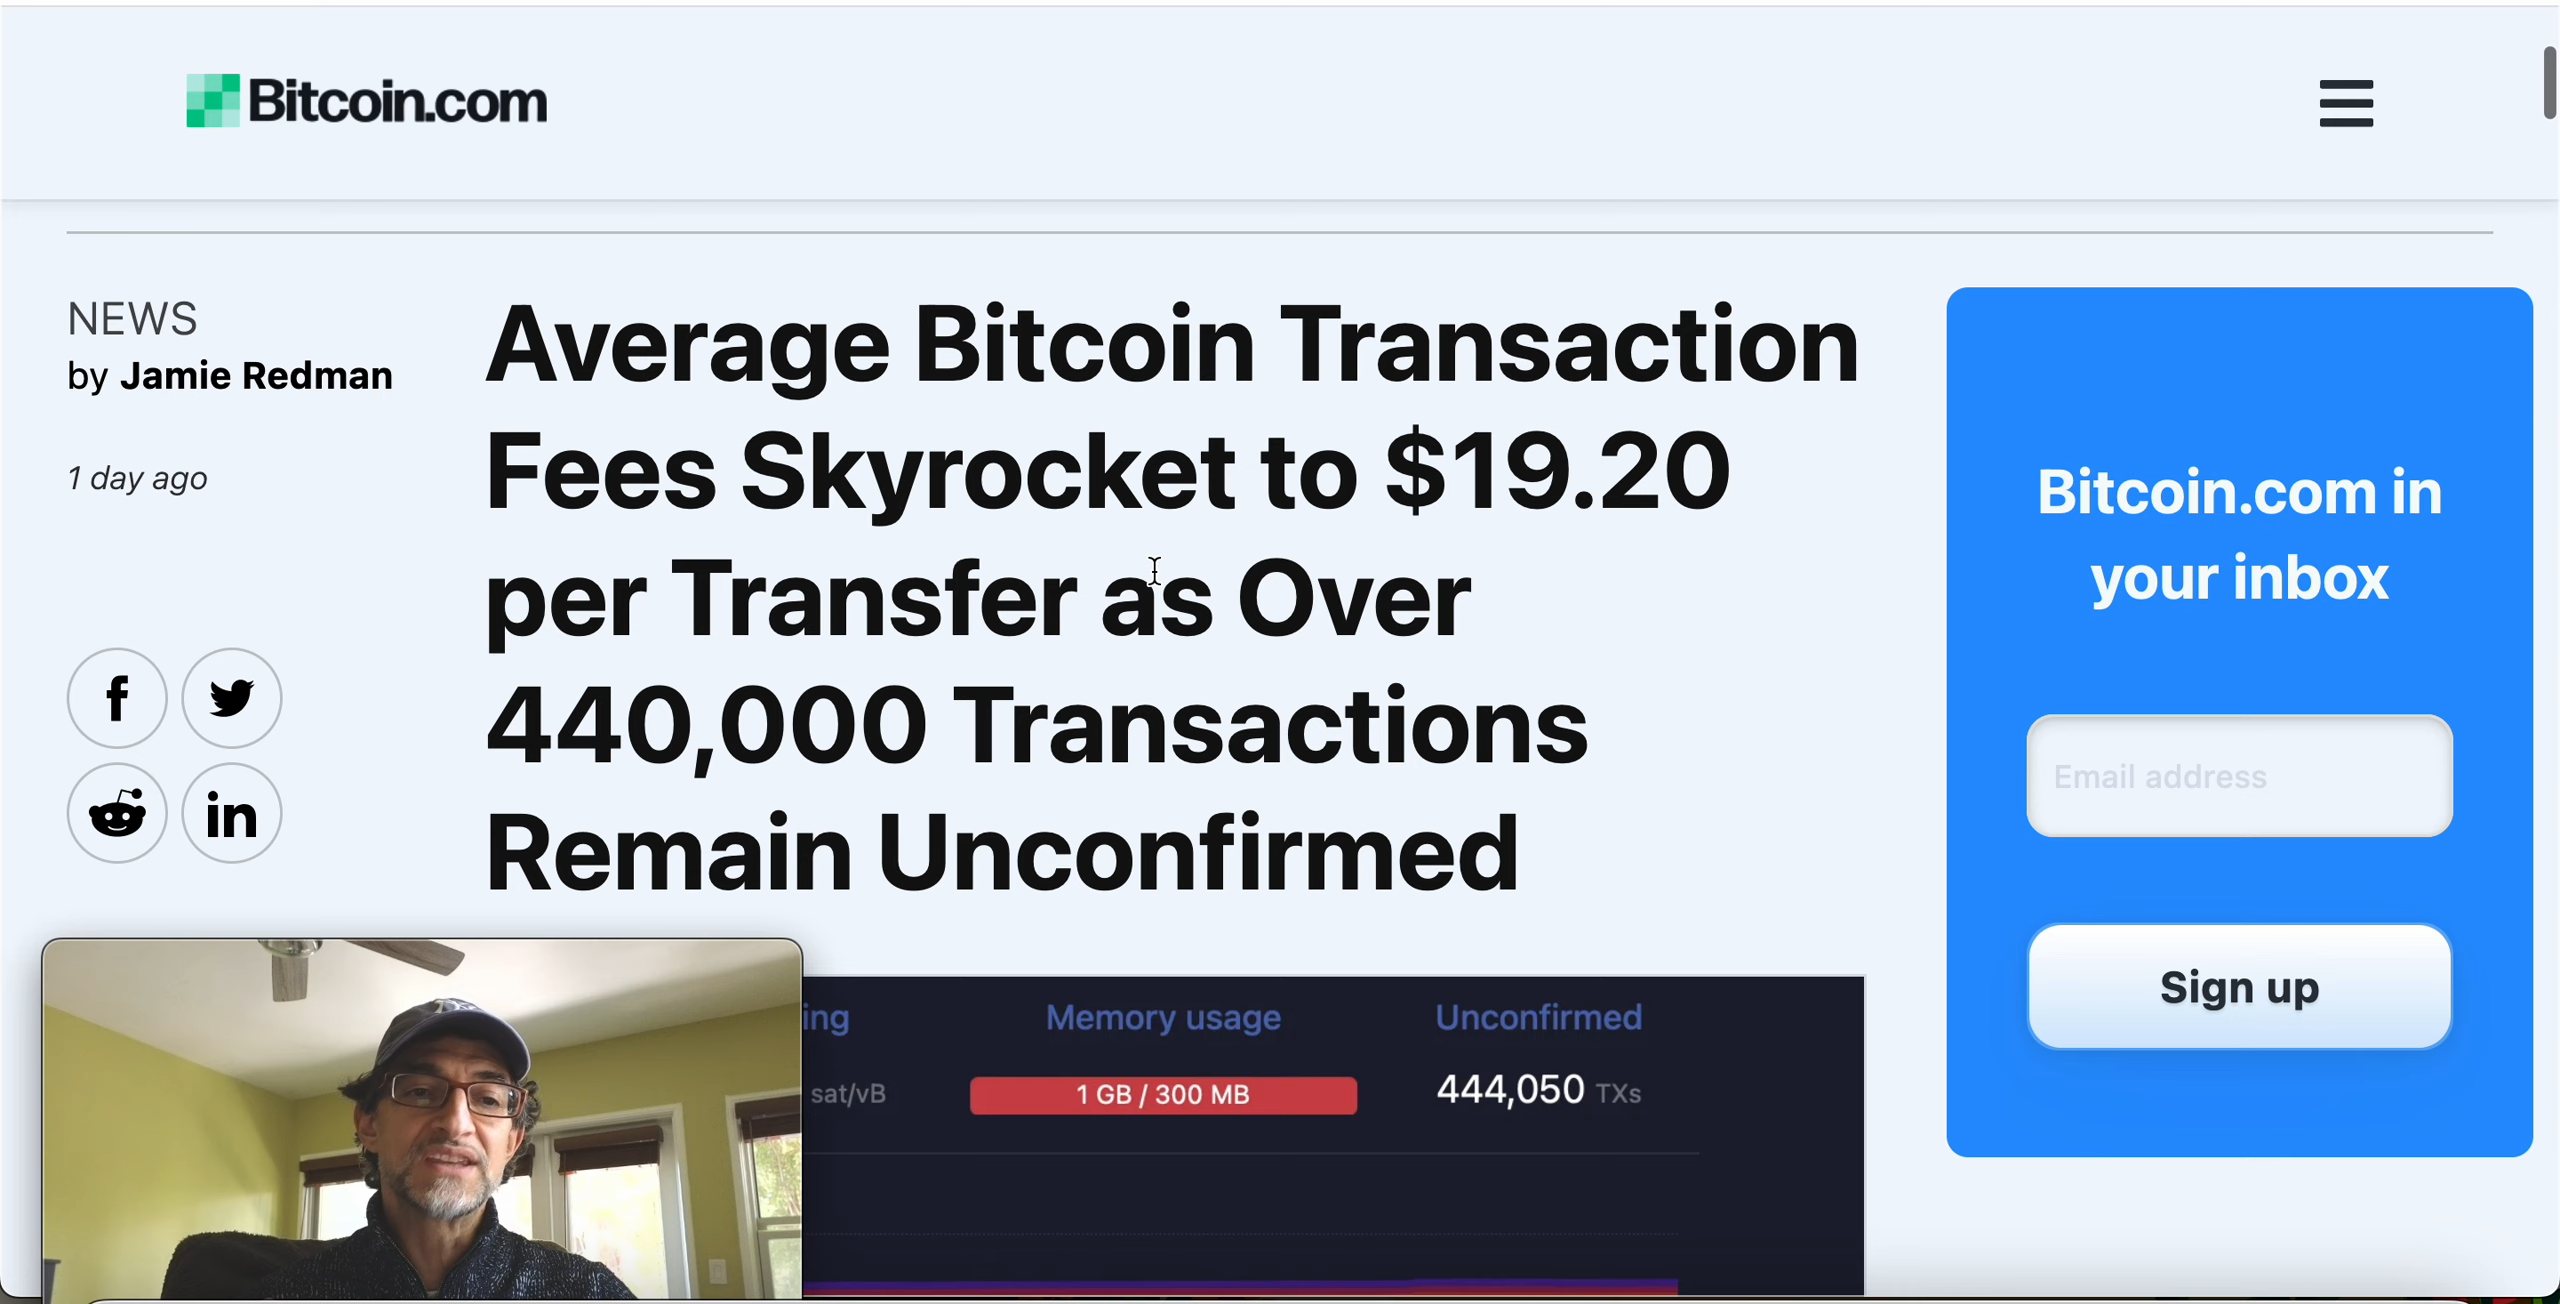 Bitcoin.com
NEWS
by Jamie Redman
1 day ago
f
in
Average Bitcoin Transaction
Fees Skyrocket to $19.20
per Transfer as Over
440,000 Transactions
Remain Unconfirmed
Bitcoin.com in
your inbox
Email address
Sign up
ing
Memory usage
Unconfirmed
sat/vB
1 GB / 300 MB
444,050 TXs